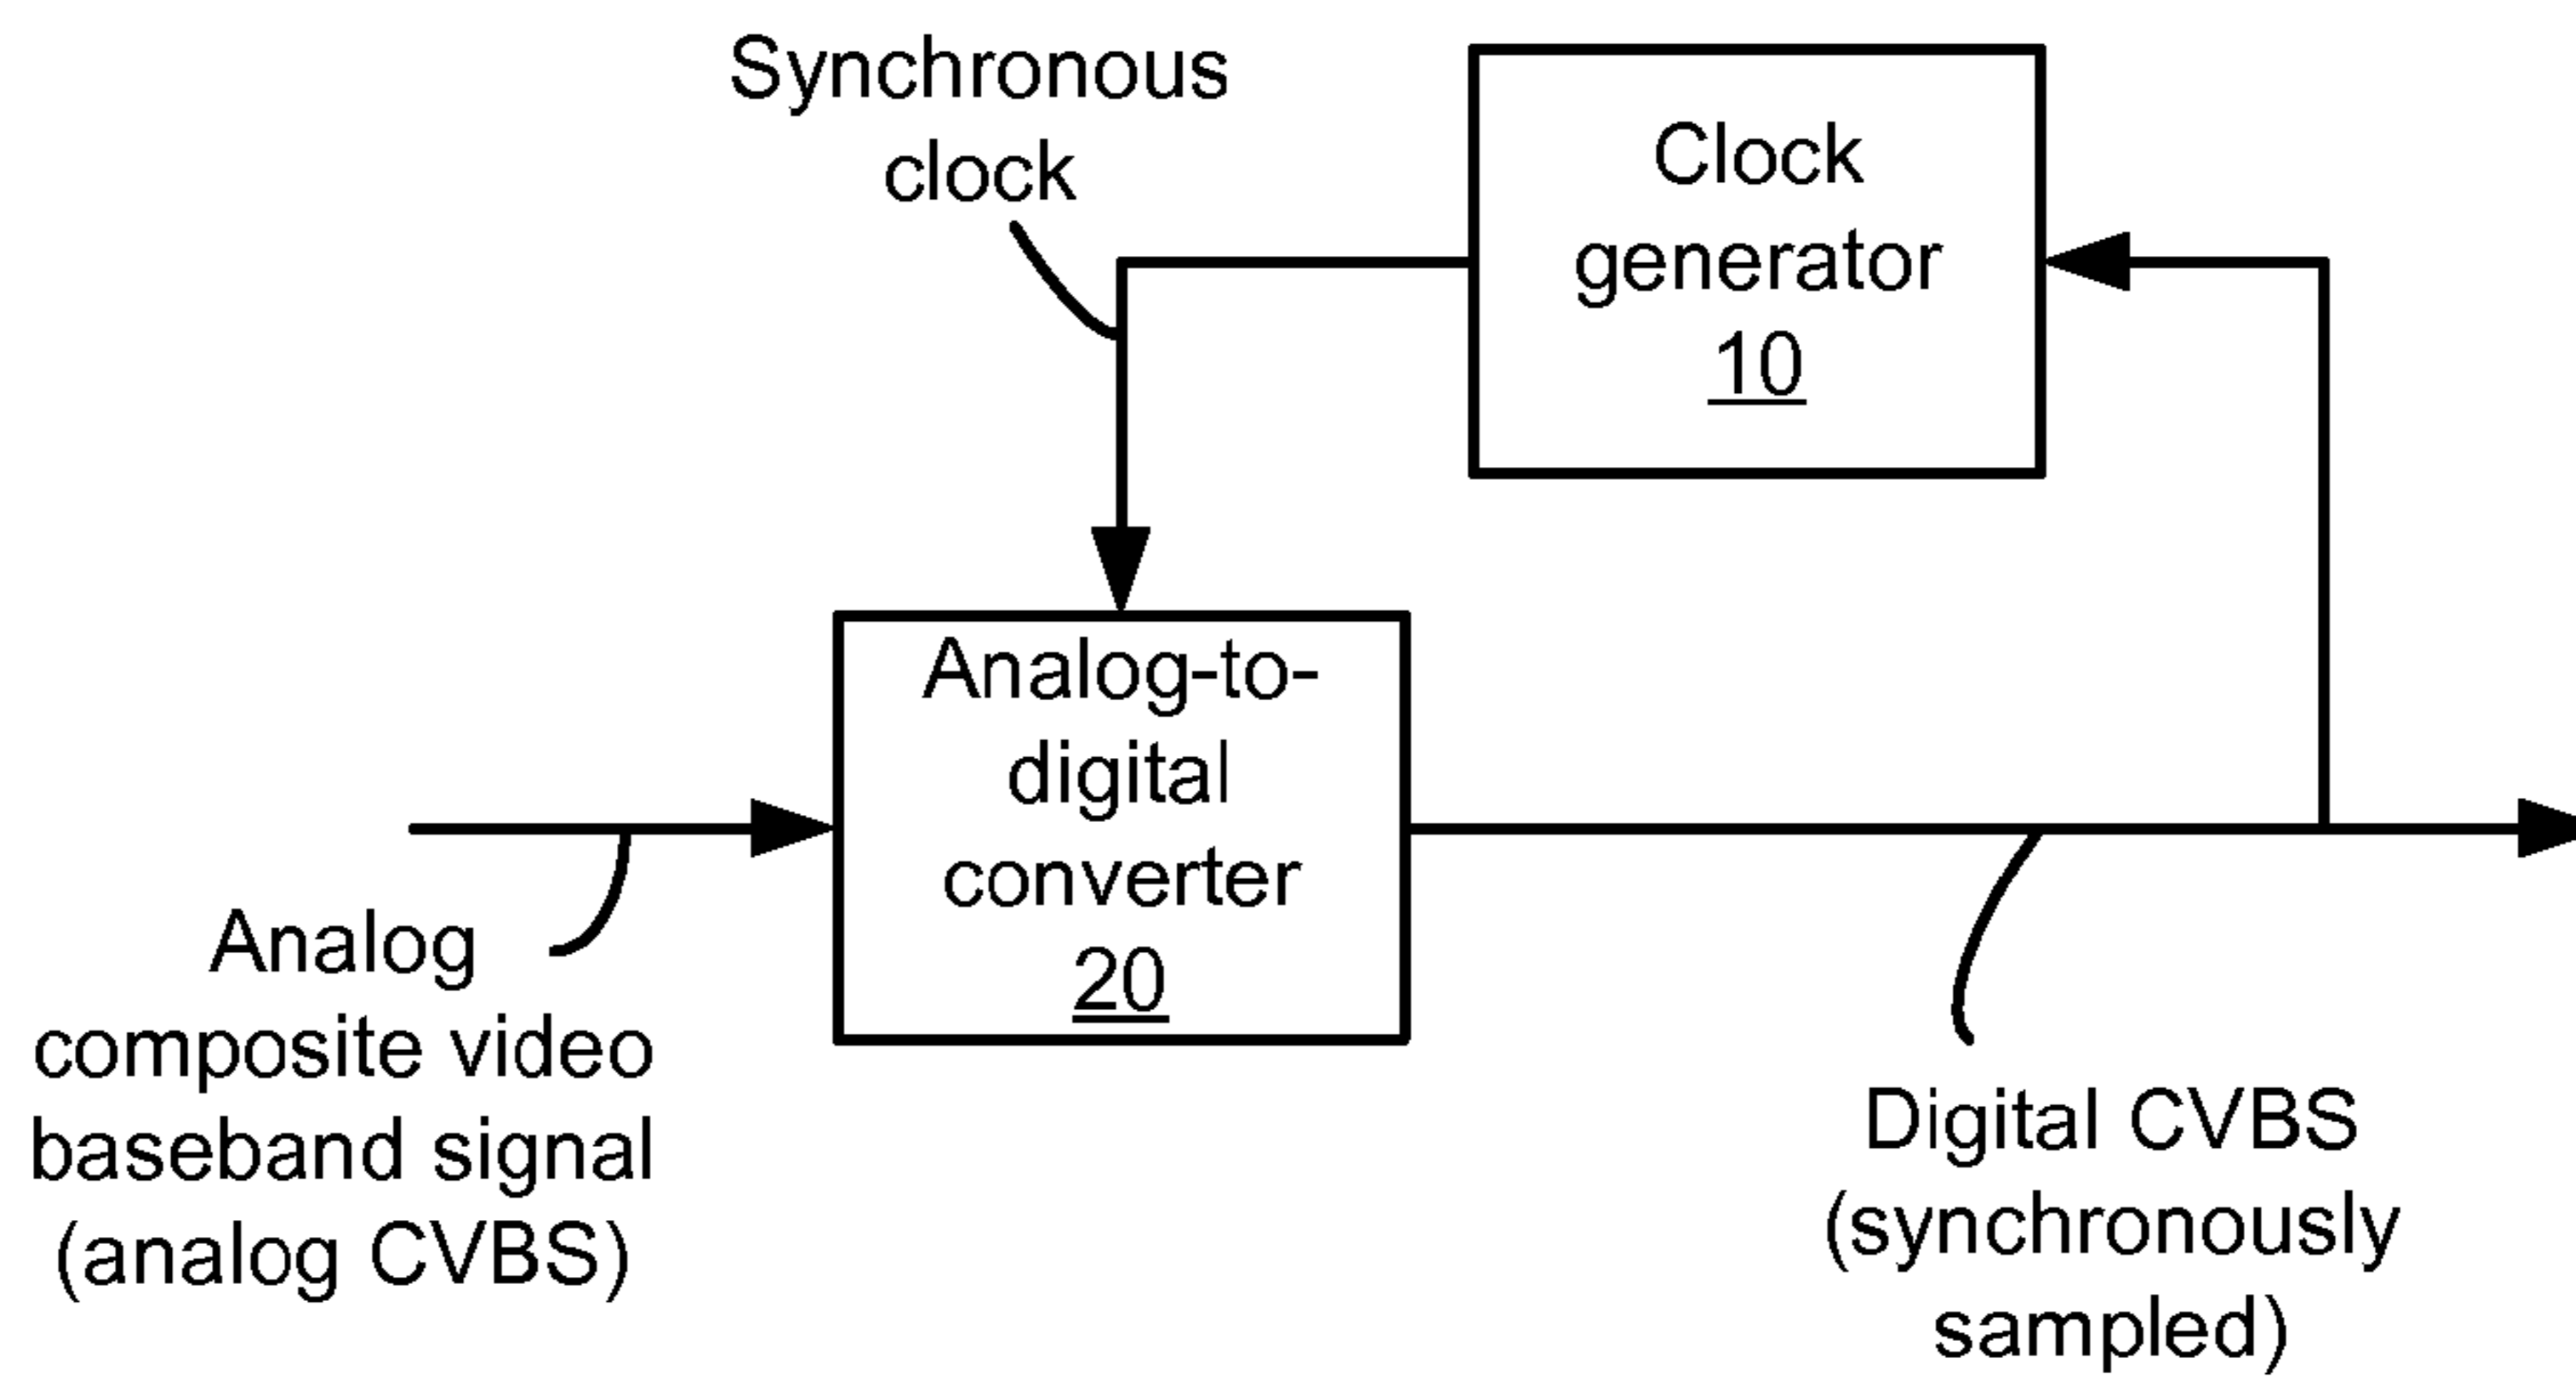 Synchronous
clock
Clock
generator
10
Analog-to-
digital
converter
20
Analog
composite video
baseband signal
(analog CVBS)
Digital CVBS
(synchronously
sampled)